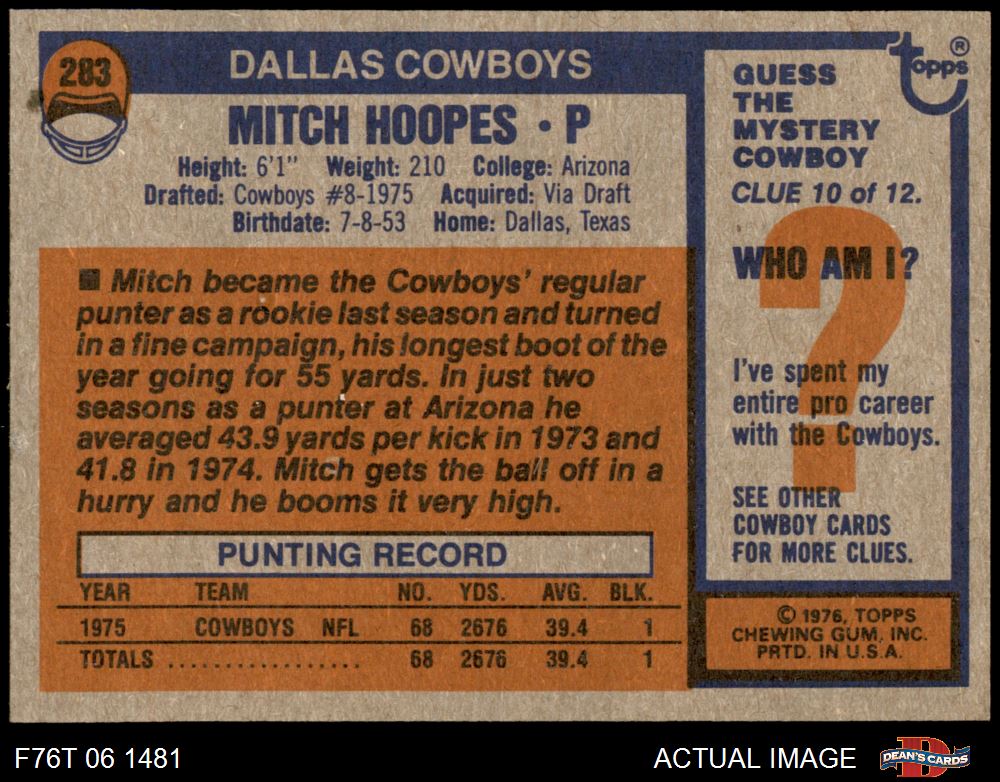 283
DALLAS COWBOYS
MITCH HOOPES • P
Height: 6'1" Weight: 210 College: Arizona
Drafted: Cowboys #8-1975 Acquired: Via Draft
Birthdate: 7-8-53 Home: Dallas, Texas
■ Mitch became the Cowboys' regular
punter as a rookie last season and turned
in a fine campaign, his longest boot of the
year going for 55 yards. In just two
seasons as a punter at Arizona he
averaged 43.9 yards per kick in 1973 and
41.8 in 1974. Mitch gets the ball off in a
hurry and he booms it very high.
PUNTING RECORD
YEAR TEAM NO. YDS. AVG. BLK.
1975 COWBOYS NFL 68 2676 39.4 1
TOTALS ................. 68 2676 39.4 1
topps ®
GUESS
THE
MYSTERY
COWBOY
CLUE 10 of 12.
?
WHO AM I?
I've spent my
entire pro career
with the Cowboys.
SEE OTHER
COWBOY CARDS
FOR MORE CLUES.
© 1976, TOPPS
CHEWING GUM, INC.
PRTD. IN U.S.A.
F76T 06 1481
ACTUAL IMAGE
D
DEAN'S CARDS